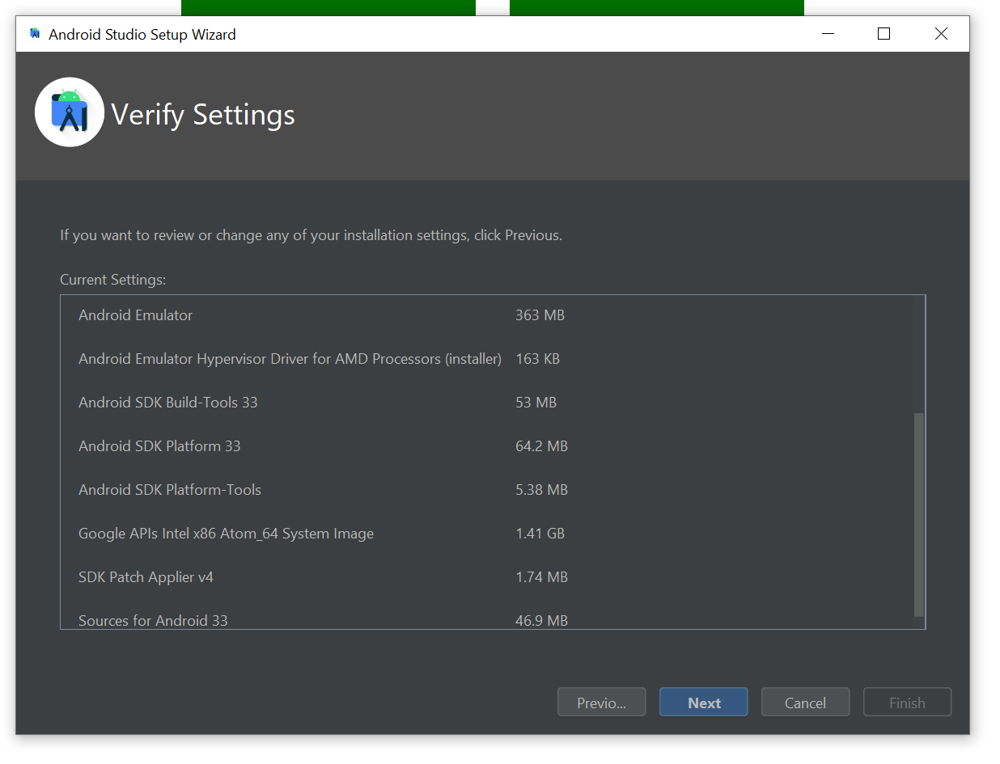 Android Studio Setup Wizard
Verify Settings
If you want to review or change any of your installation settings, click Previous.
Current Settings:
Android Emulator 363 MB
Android Emulator Hypervisor Driver for AMD Processors (installer) 163 KB
Android SDK Build-Tools 33 53 MB
Android SDK Platform 33 64.2 MB
Android SDK Platform-Tools 5.38 MB
Google APIs Intel x86 Atom_64 System Image 1.41 GB
SDK Patch Applier v4 1.74 MB
Sources for Android 33 46.9 MB
Previo... Next Cancel Finish